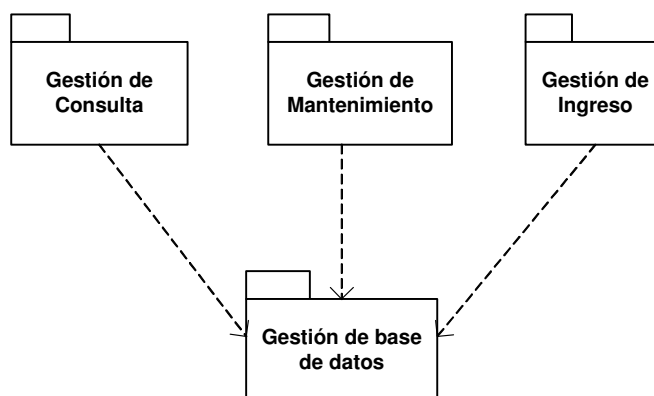 Gestión de
Consulta
Gestión de
Mantenimiento
Gestión de
Ingreso
Gestión de base
de datos